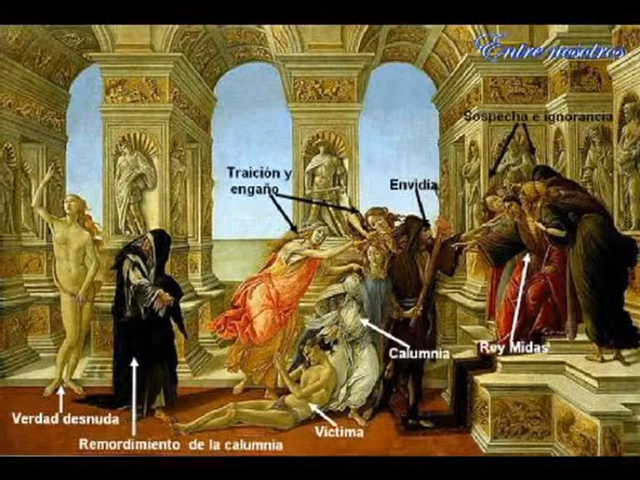 Entre nosotros
Sospecha e ignorancia
Traición y
engaño
Envidia
Calumnia
Rey Midas
Verdad desnuda
Victima
Remordimiento de la calumnia